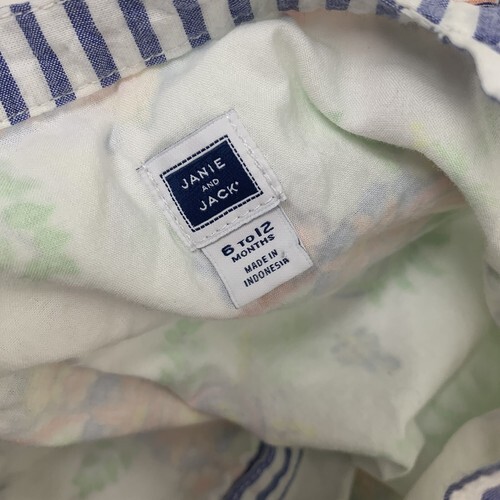 JANIE
AND
JACK®
6 TO 12
MONTHS
MADE IN
INDONESIA